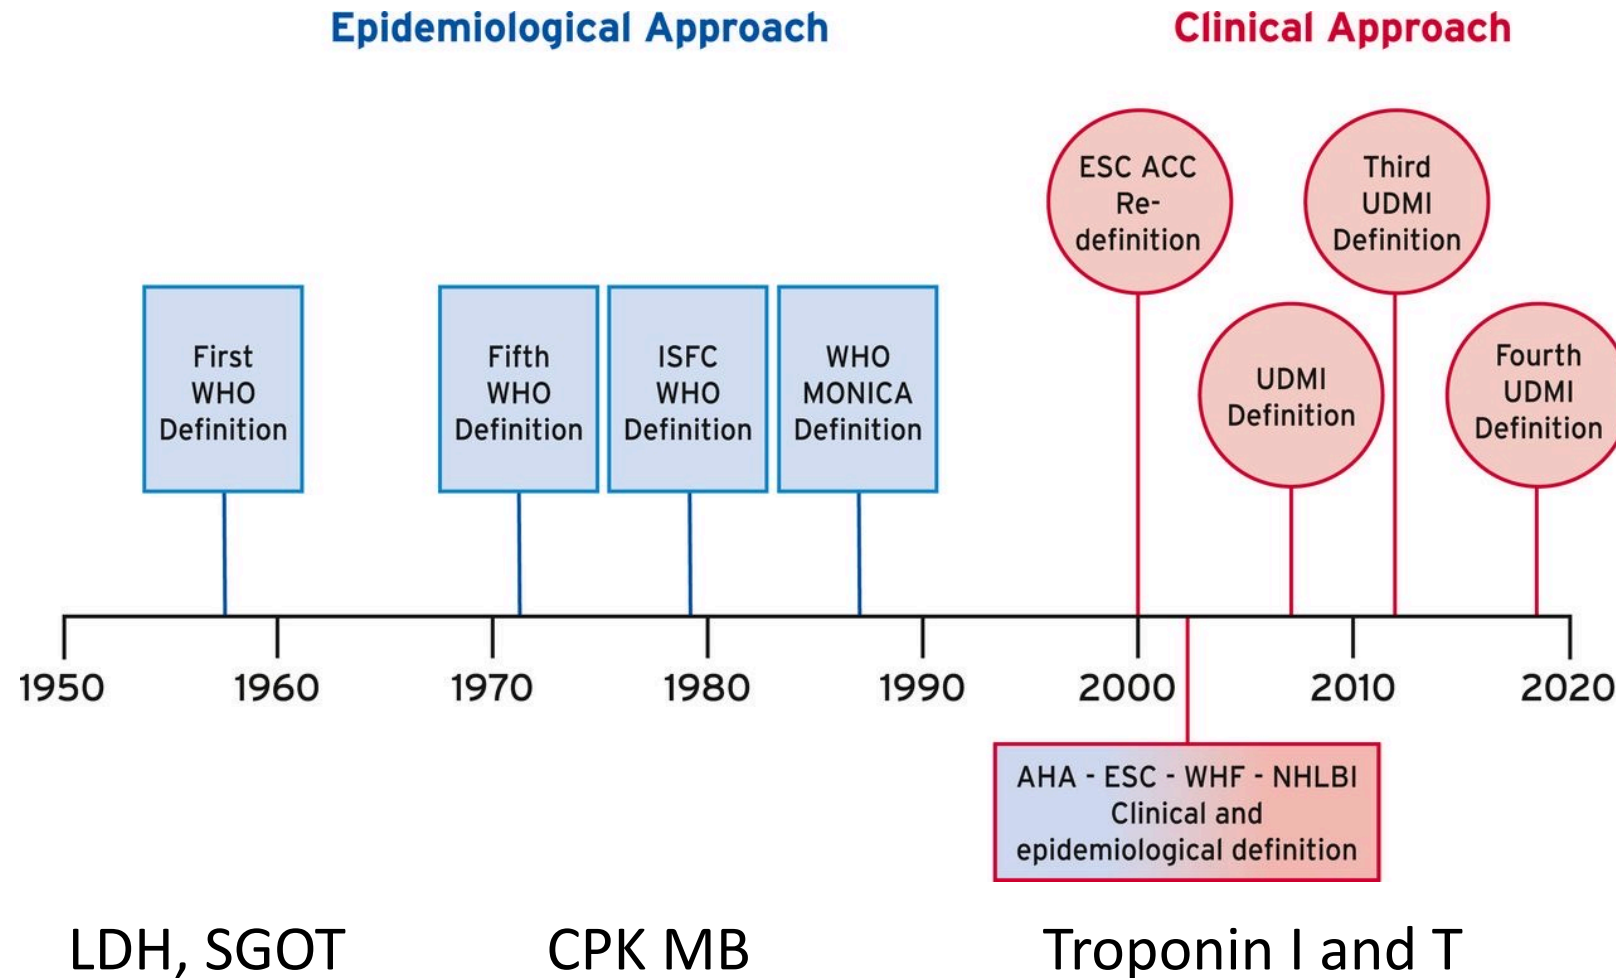 Epidemiological Approach
Clinical Approach
ESC ACC
Re-
definition
Third
UDMI
Definition
First
WHO
Definition
Fifth
WHO
Definition
ISFC
WHO
Definition
WHO
MONICA
Definition
UDMI
Definition
Fourth
UDMI
Definition
1950
1960
1970
1980
1990
2000
2010
2020
AHA - ESC - WHF - NHLBI
Clinical and
epidemiological definition
LDH, SGOT
CPK MB
Troponin I and T